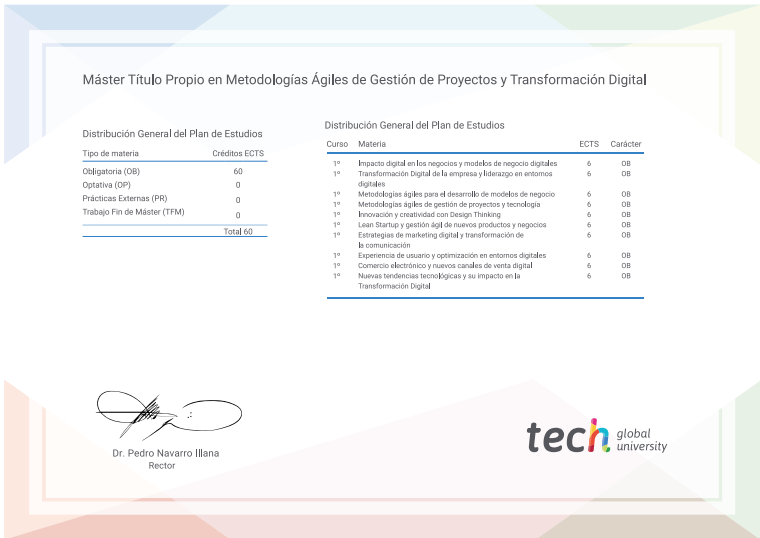 Máster Título Propio en Metodologías Ágiles de Gestión de Proyectos y Transformación Digital
Distribución General del Plan de Estudios
Tipo de materia Créditos ECTS
Obligatoria (OB) 60
Optativa (OP) 0
Prácticas Externas (PR) 0
Trabajo Fin de Máster (TFM) 0
Total 60
Distribución General del Plan de Estudios
Curso Materia ECTS Carácter
1º Impacto digital en los negocios y modelos de negocio digitales 6 OB
1º Transformación Digital de la empresa y liderazgo en entornos 6 OB
digitales
1º Metodologías ágiles para el desarrollo de modelos de negocio 6 OB
1º Metodologías ágiles de gestión de proyectos y tecnología 6 OB
1º Innovación y creatividad con Design Thinking 6 OB
1º Lean Startup y gestión ágil de nuevos productos y negocios 6 OB
1º Estrategias de marketing digital y transformación de 6 OB
la comunicación
1º Experiencia de usuario y optimización en entornos digitales 6 OB
1º Comercio electrónico y nuevos canales de venta digital 6 OB
1º Nuevas tendencias tecnológicas y su impacto en la 6 OB
Transformación Digital
Dr. Pedro Navarro Illana
Rector
tech global
university